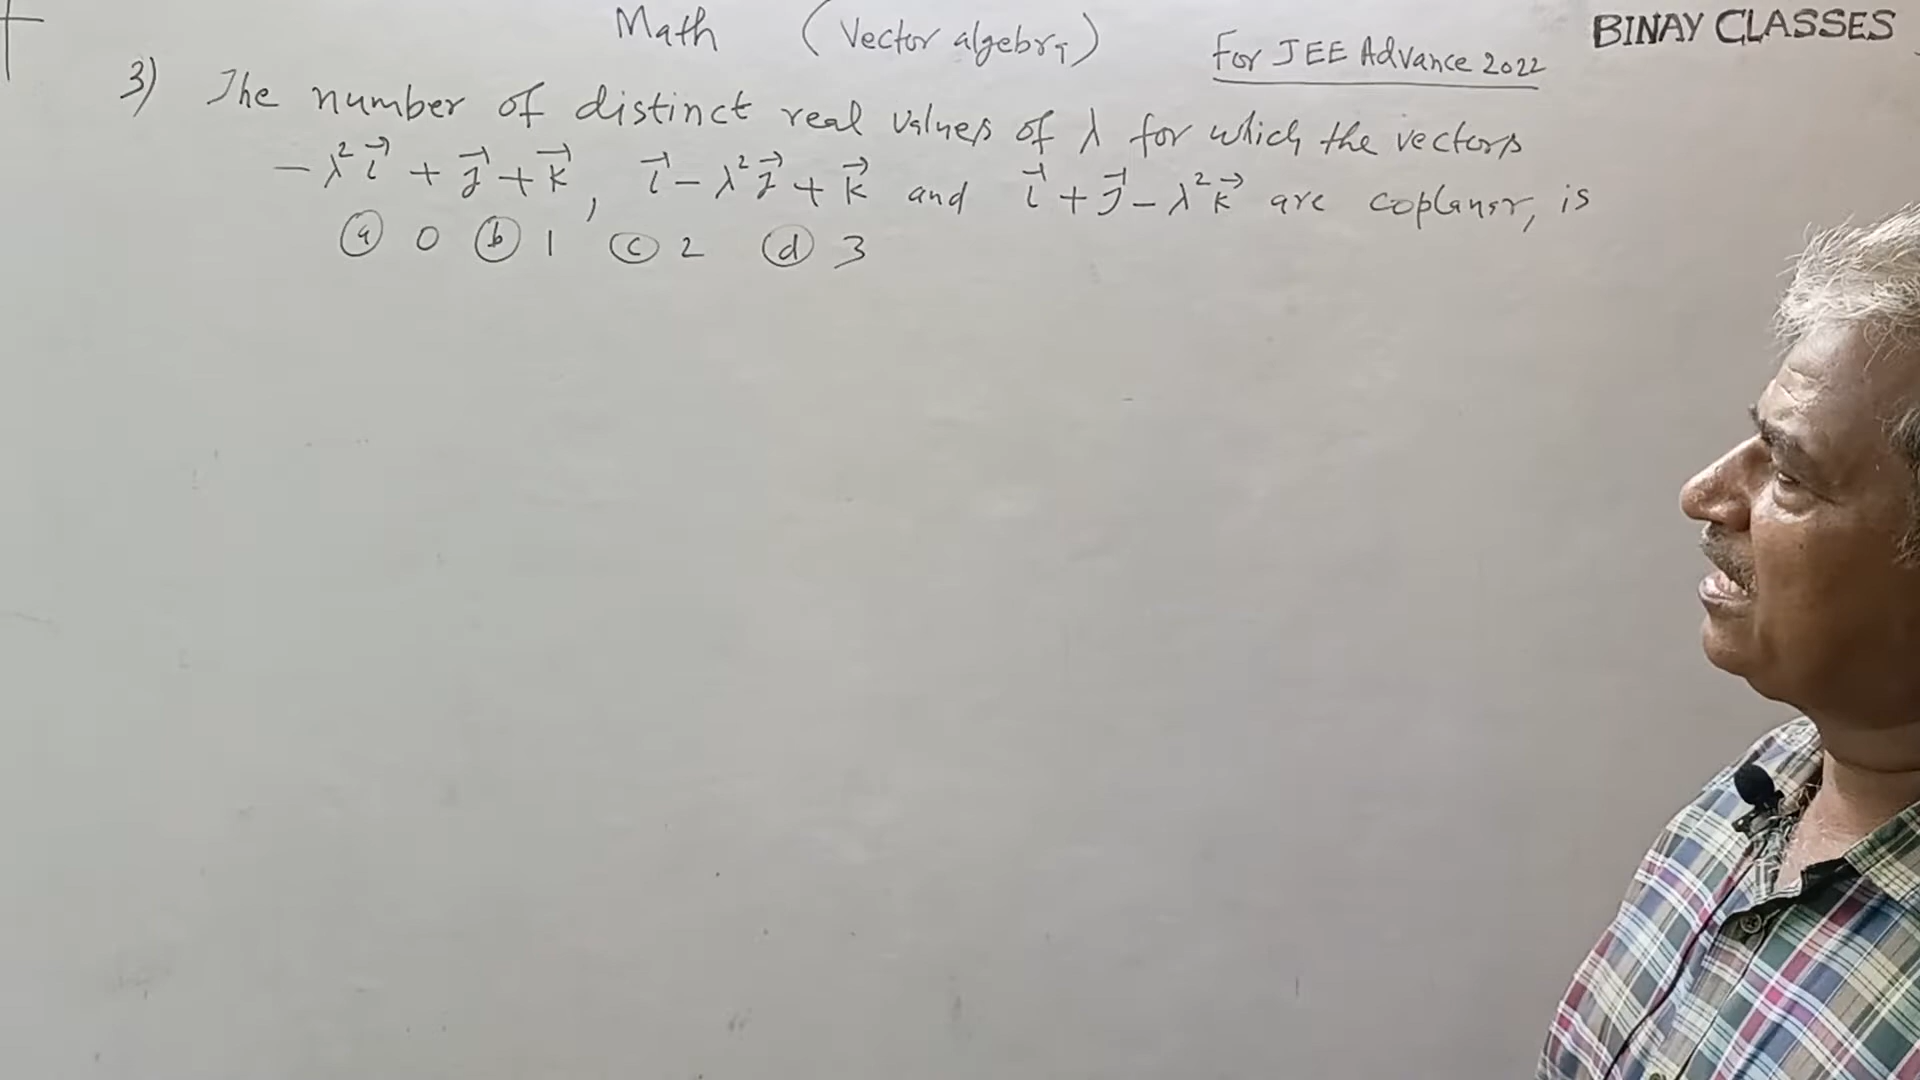 Math (Vector algebra) For JEE Advance 2022 BINAY CLASSES
3) The number of distinct real values of λ for which the vectors
-λ²i⃗ + j⃗ + k⃗, i⃗ - λ²j⃗ + k⃗ and i⃗ + j⃗ - λ²k⃗ are coplanar, is
(a) 0 (b) 1 (c) 2 (d) 3